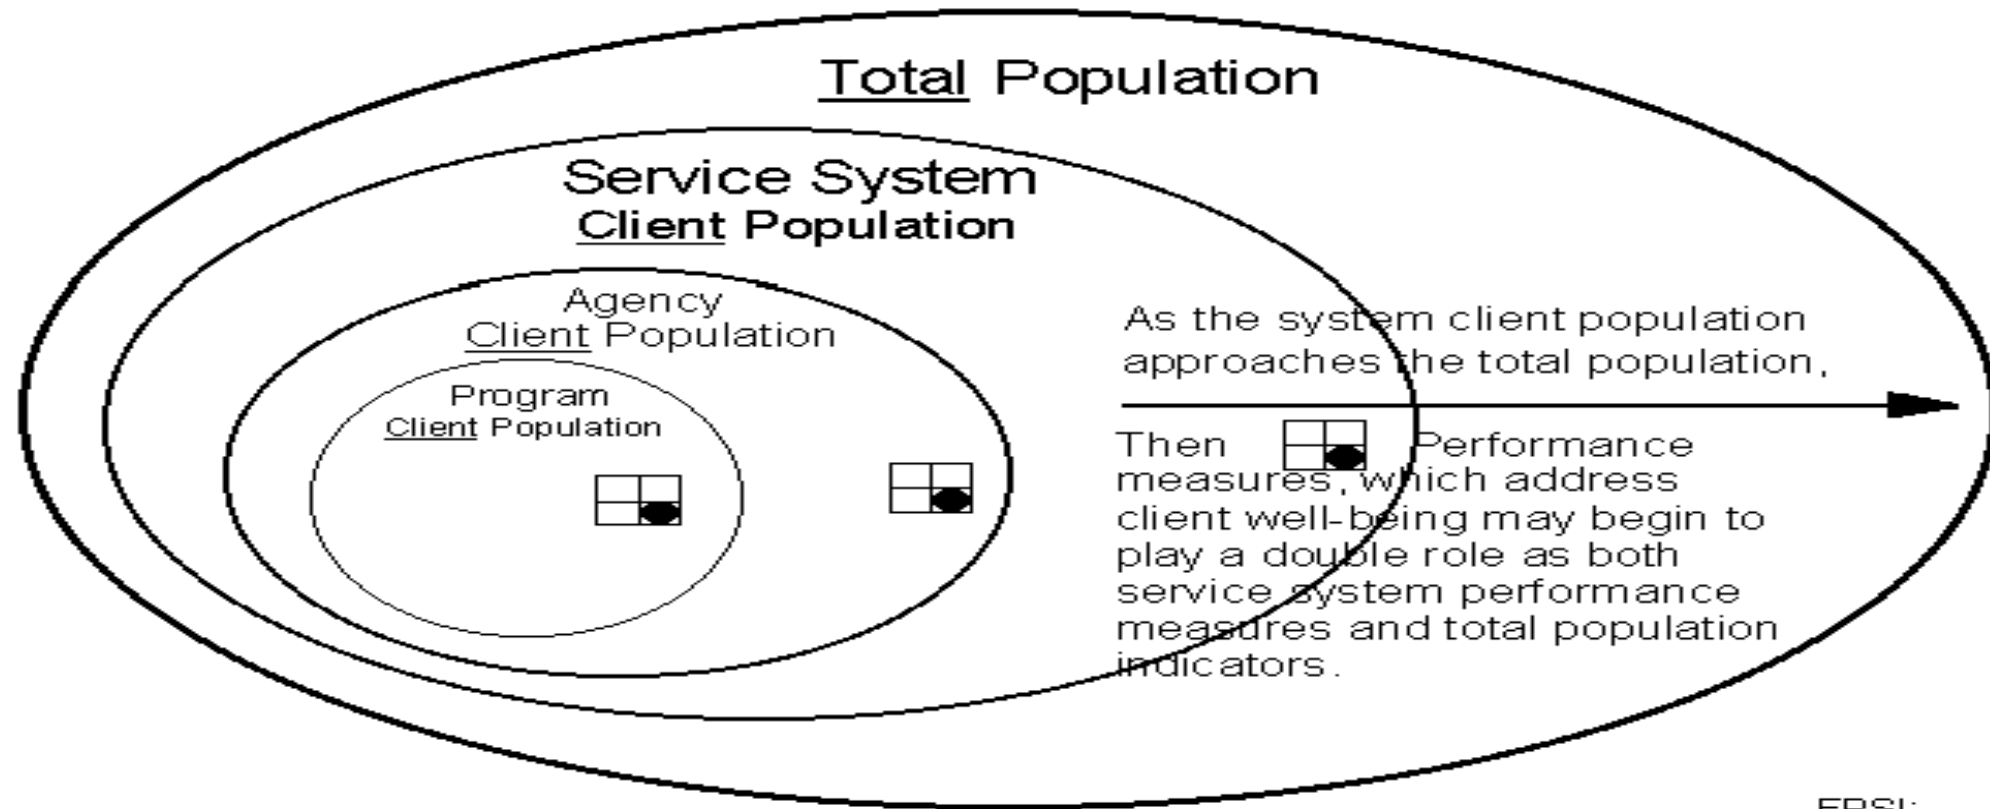 Total Population
Service System
Client Population
Agency
Client Population
Program
Client Population
As the system client population
approaches the total population,
Then Performance
measures, which address
client well-being may begin to
play a double role as both
service system performance
measures and total population
indicators.